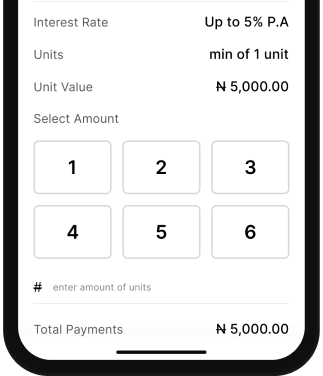 Interest Rate Up to 5% P.A
Units min of 1 unit
Unit Value ₦ 5,000.00
Select Amount
1 2 3
4 5 6
# enter amount of units
Total Payments ₦ 5,000.00